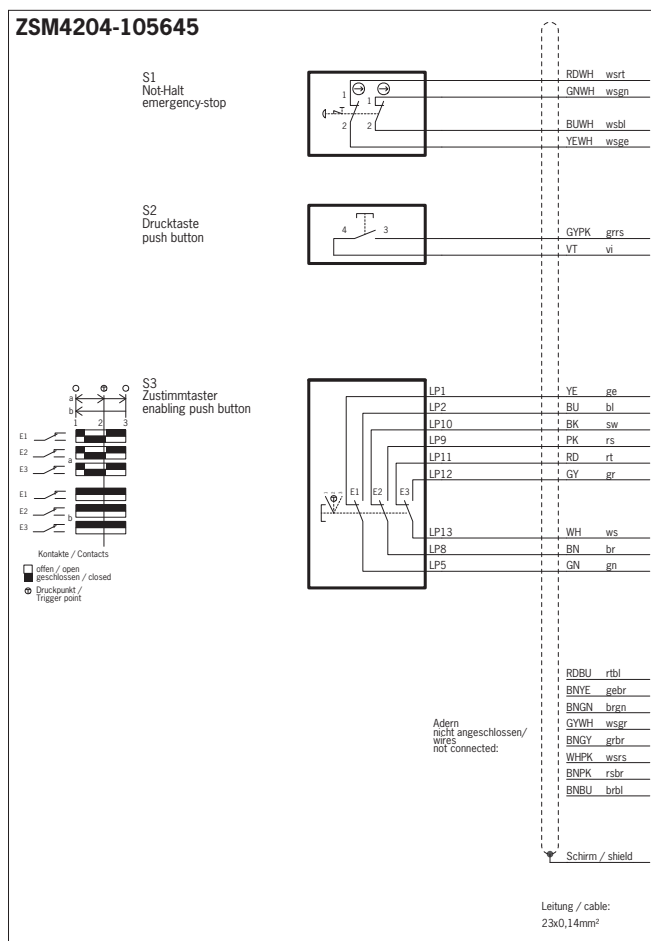 ZSM4204-105645
S1
Not-Halt
emergency-stop
1 1
2 2
RDWH wsrt
GNWH wsgn
BUWH wsbl
YEWH wsge
S2
Drucktaste
push button
4 3
GYPK grrs
VT vi
S3
Zustimmtaster
enabling push button
a
b
1 2 3
E1
E2
a
E3
E1
E2
b
E3
Kontakte / Contacts
offen / open
geschlossen / closed
Druckpunkt /
Trigger point
E1 E2 E3
LP1 YE ge
LP2 BU bl
LP10 BK sw
LP9 PK rs
LP11 RD rt
LP12 GY gr
LP13 WH ws
LP8 BN br
LP5 GN gn
Adern
nicht angeschlossen/
wires
not connected:
RDBU rtbl
BNYE gebr
BNGN brgn
GYWH wsgr
BNGY grbr
WHPK wsrs
BNPK rsbr
BNBU brbl
Schirm / shield
Leitung / cable:
23x0,14mm²